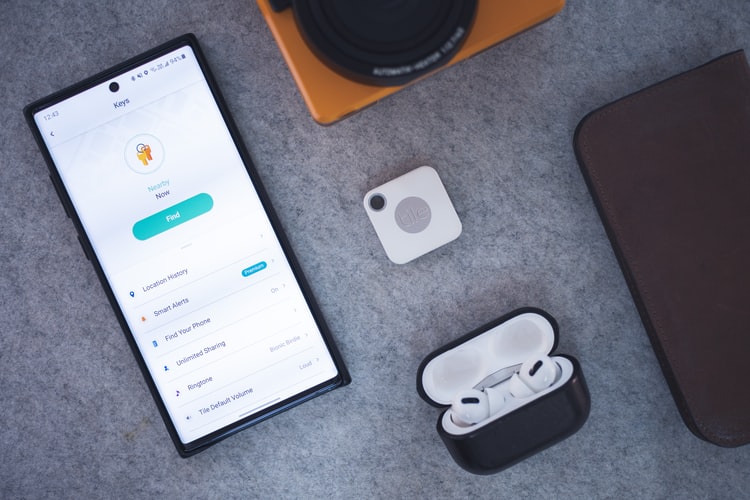 12:43
94%
Keys
Nearby
Now
Find
Location History
Smart Alerts
Premium
Find Your Phone
On
Unlimited Sharing
Ringtone
Bionic Birdie
Tile Default Volume
Loud
tile